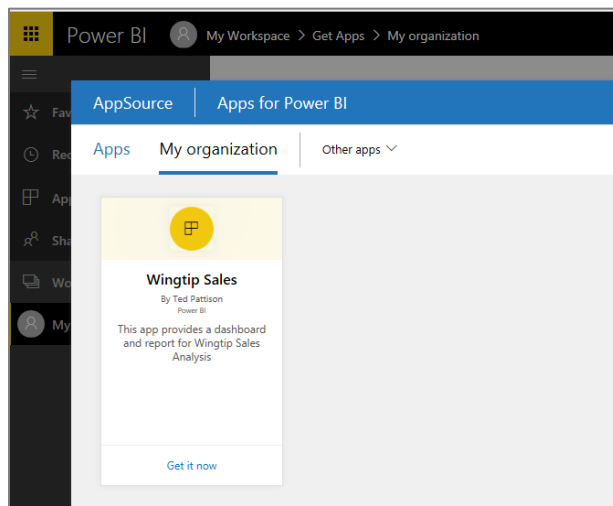 Power BI My Workspace > Get Apps > My organization
AppSource Apps for Power BI
Fav
Apps My organization Other apps
Rec
App
Sha
Wo
My
Wingtip Sales
By Ted Pattison
Power BI
This app provides a dashboard
and report for Wingtip Sales
Analysis
Get it now